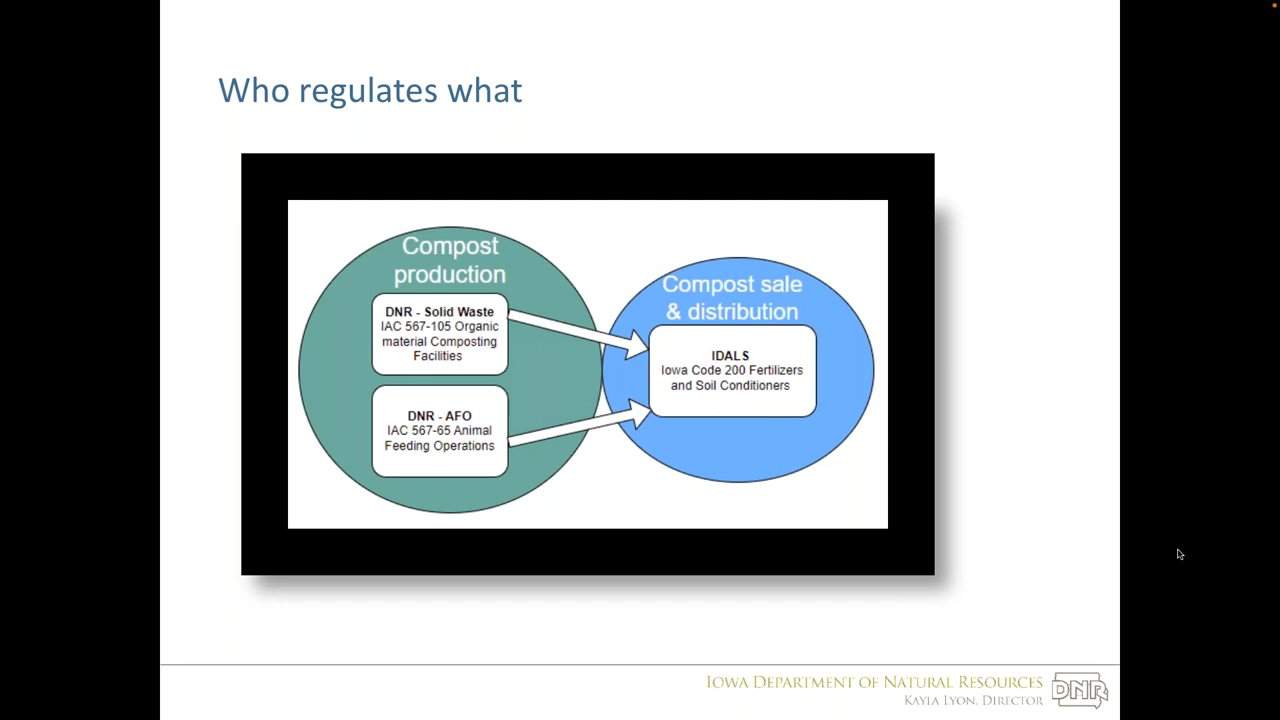 Who regulates what
Compost
production
DNR - Solid Waste
IAC 567-105 Organic
material Composting
Facilities
DNR - AFO
IAC 567-65 Animal
Feeding Operations
Compost sale
& distribution
IDALS
Iowa Code 200 Fertilizers
and Soil Conditioners
Iowa Department of Natural Resources
Kayla Lyon, Director
DNR